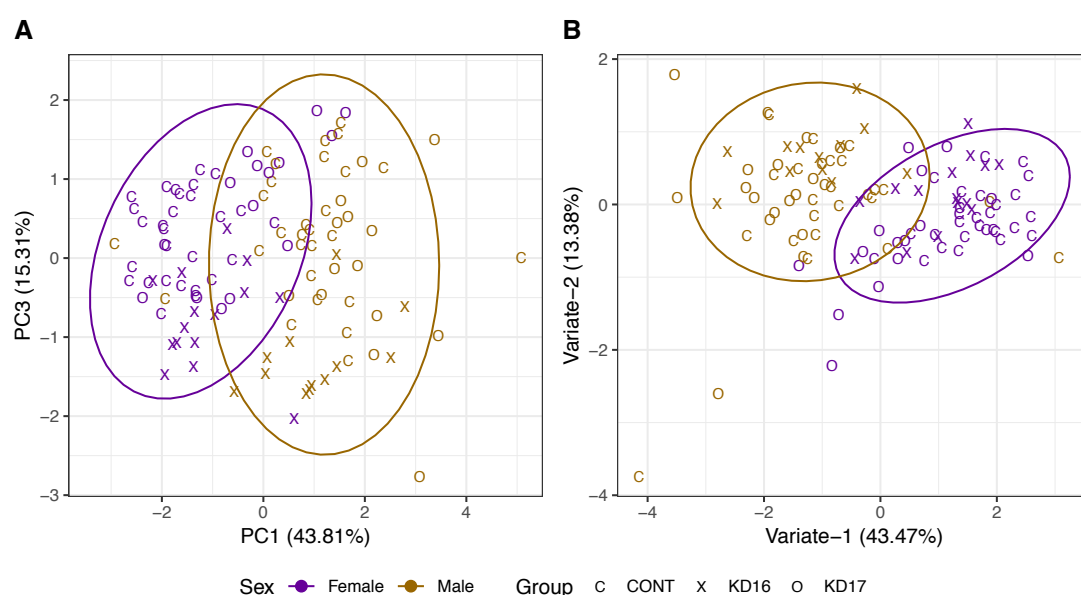 A
B
2
1
0
−1
−2
−3
PC3 (15.31%)
−2
0
2
4
PC1 (43.81%)
2
0
−2
−4
Variate−2 (13.38%)
−4
−2
0
2
Variate−1 (43.47%)
Sex Female Male Group C CONT X KD16 O KD17